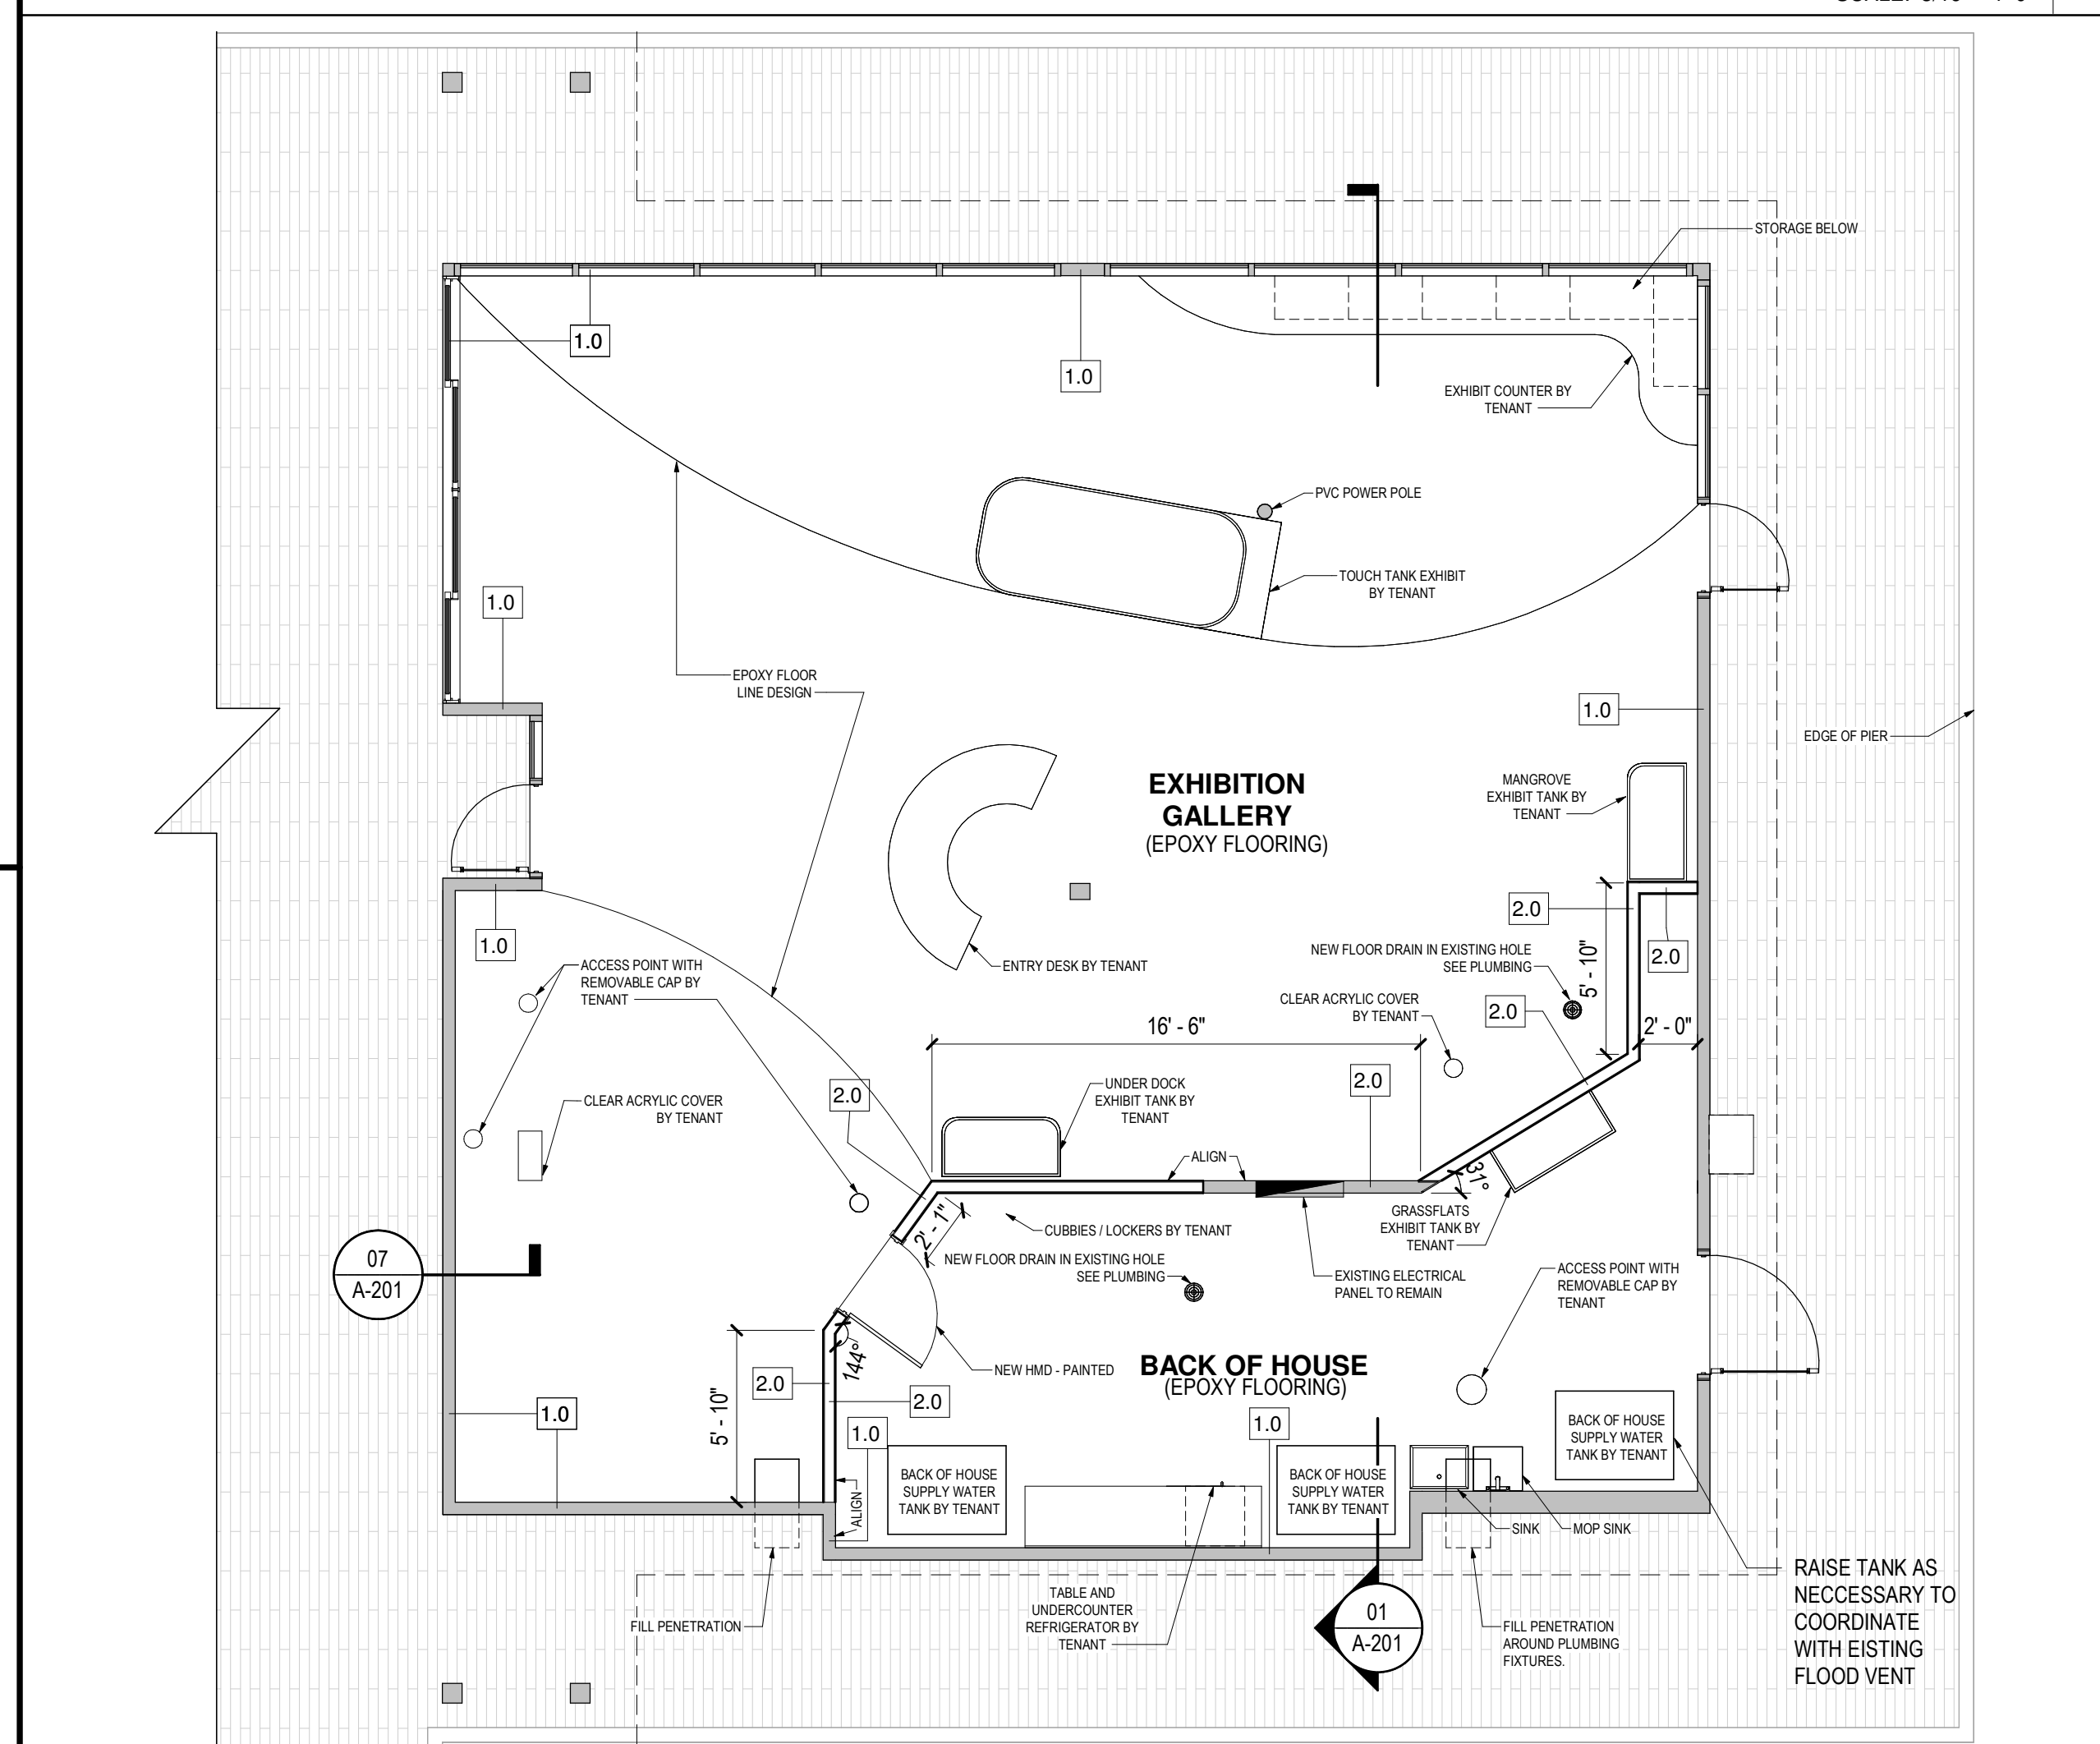 STORAGE BELOW
1.0
1.0
EXHIBIT COUNTER BY
TENANT
PVC POWER POLE
TOUCH TANK EXHIBIT
BY TENANT
1.0
EPOXY FLOOR
LINE DESIGN
1.0
EDGE OF PIER
EXHIBITION
GALLERY
(EPOXY FLOORING)
MANGROVE
EXHIBIT TANK BY
TENANT
2.0
1.0
2.0
5' - 10"
NEW FLOOR DRAIN IN EXISTING HOLE
SEE PLUMBING
ENTRY DESK BY TENANT
ACCESS POINT WITH
REMOVABLE CAP BY
TENANT
CLEAR ACRYLIC COVER
BY TENANT
2.0
2' - 0"
16' - 6"
2.0
2.0
UNDER DOCK
EXHIBIT TANK BY
TENANT
CLEAR ACRYLIC COVER
BY TENANT
ALIGN
31°
GRASSFLATS
EXHIBIT TANK BY
TENANT
2' - 1"
CUBBIES / LOCKERS BY TENANT
NEW FLOOR DRAIN IN EXISTING HOLE
SEE PLUMBING
EXISTING ELECTRICAL
PANEL TO REMAIN
ACCESS POINT WITH
REMOVABLE CAP BY
TENANT
07
A-201
144°
NEW HMD - PAINTED
BACK OF HOUSE
(EPOXY FLOORING)
2.0
2.0
5' - 10"
1.0
1.0
1.0
ALIGN
BACK OF HOUSE
SUPPLY WATER
TANK BY TENANT
BACK OF HOUSE
SUPPLY WATER
TANK BY TENANT
BACK OF HOUSE
SUPPLY WATER
TANK BY TENANT
SINK
MOP SINK
RAISE TANK AS
NECCESSARY TO
COORDINATE
WITH EISTING
FLOOD VENT
FILL PENETRATION
TABLE AND
UNDERCOUNTER
REFRIGERATOR BY
TENANT
01
A-201
FILL PENETRATION
AROUND PLUMBING
FIXTURES.